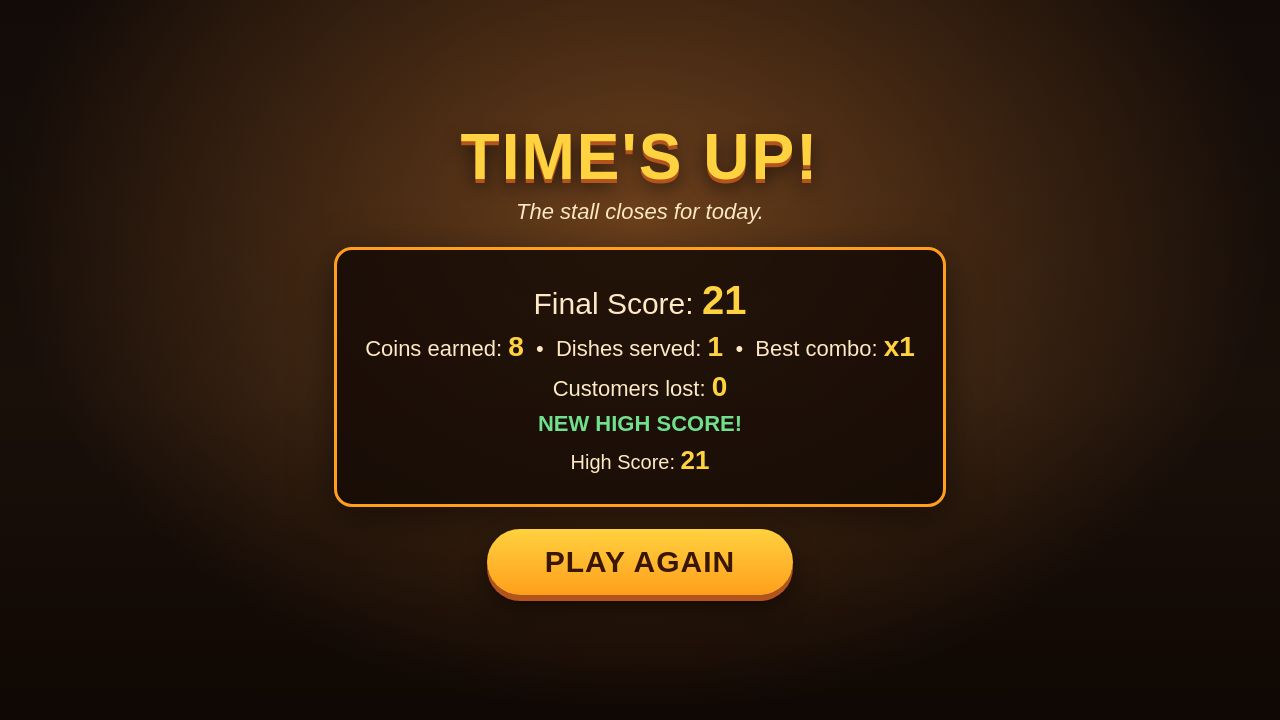 TIME'S UP!
The stall closes for today.
Final Score: 21
Coins earned: 8 • Dishes served: 1 • Best combo: x1
Customers lost: 0
NEW HIGH SCORE!
High Score: 21
PLAY AGAIN